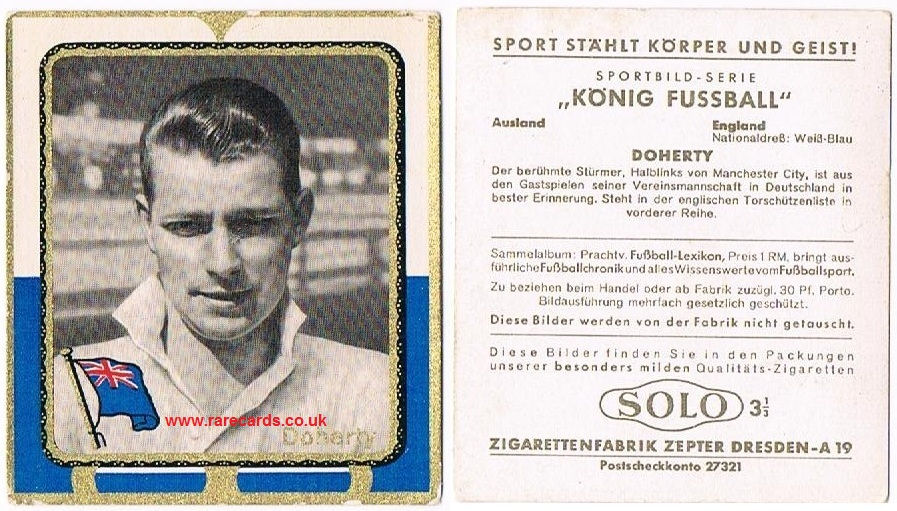 www.rarecards.co.uk
Doherty
SPORT STÄHLT KÖRPER UND GEIST!
SPORTBILD-SERIE
„KÖNIG FUSSBALL"
Ausland England
Nationaldreß: Weiß-Blau
DOHERTY
Der berühmte Stürmer, Halblinks von Manchester City, ist aus
den Gastspielen seiner Vereinsmannschaft in Deutschland in
bester Erinnerung. Steht in der englischen Torschützenliste in
vorderer Reihe.
Sammelalbum: Prachtv. Fußball-Lexikon, Preis 1 RM, bringt aus-
führliche Fußballchronik und alles Wissenswerte vom Fußballsport.
Zu beziehen beim Handel oder ab Fabrik zuzügl. 30 Pf. Porto.
Bildausführung mehrfach gesetzlich geschützt.
Diese Bilder werden von der Fabrik nicht getauscht.
Diese Bilder finden Sie in den Packungen
unserer besonders milden Qualitäts-Zigaretten
SOLO 3⅓
ZIGARETTENFABRIK ZEPTER DRESDEN-A 19
Postscheckkonto 27321